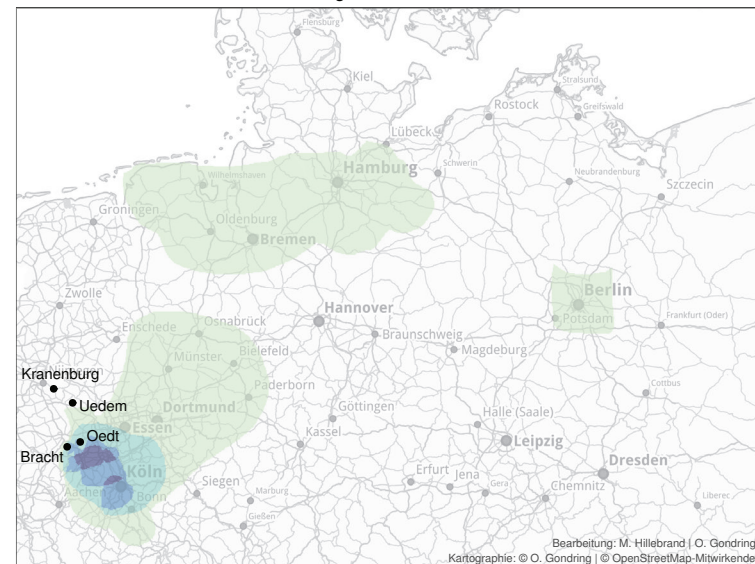 Flensburg
Kiel
Stralsund
Rostock
Greifswald
Lübeck
Hamburg
Schwerin
Wilhelmshaven
Neubrandenburg
Szczecin
Groningen
Oldenburg
Bremen
Zwolle
Berlin
Hannover
Potsdam
Frankfurt (Oder)
Enschede
Osnabrück
Braunschweig
Bielefeld
Magdeburg
Münster
Kranenburg
Paderborn
Cottbus
Uedem
Dortmund
Göttingen
Halle (Saale)
Essen
Oedt
Kassel
Leipzig
Bracht
Köln
Dresden
Erfurt
Jena
Siegen
Chemnitz
Aachen
Bonn
Marburg
Gera
Liberec
Gießen
Bearbeitung: M. Hillebrand | O. Gondring
Kartographie: © O. Gondring | © OpenStreetMap-Mitwirkende